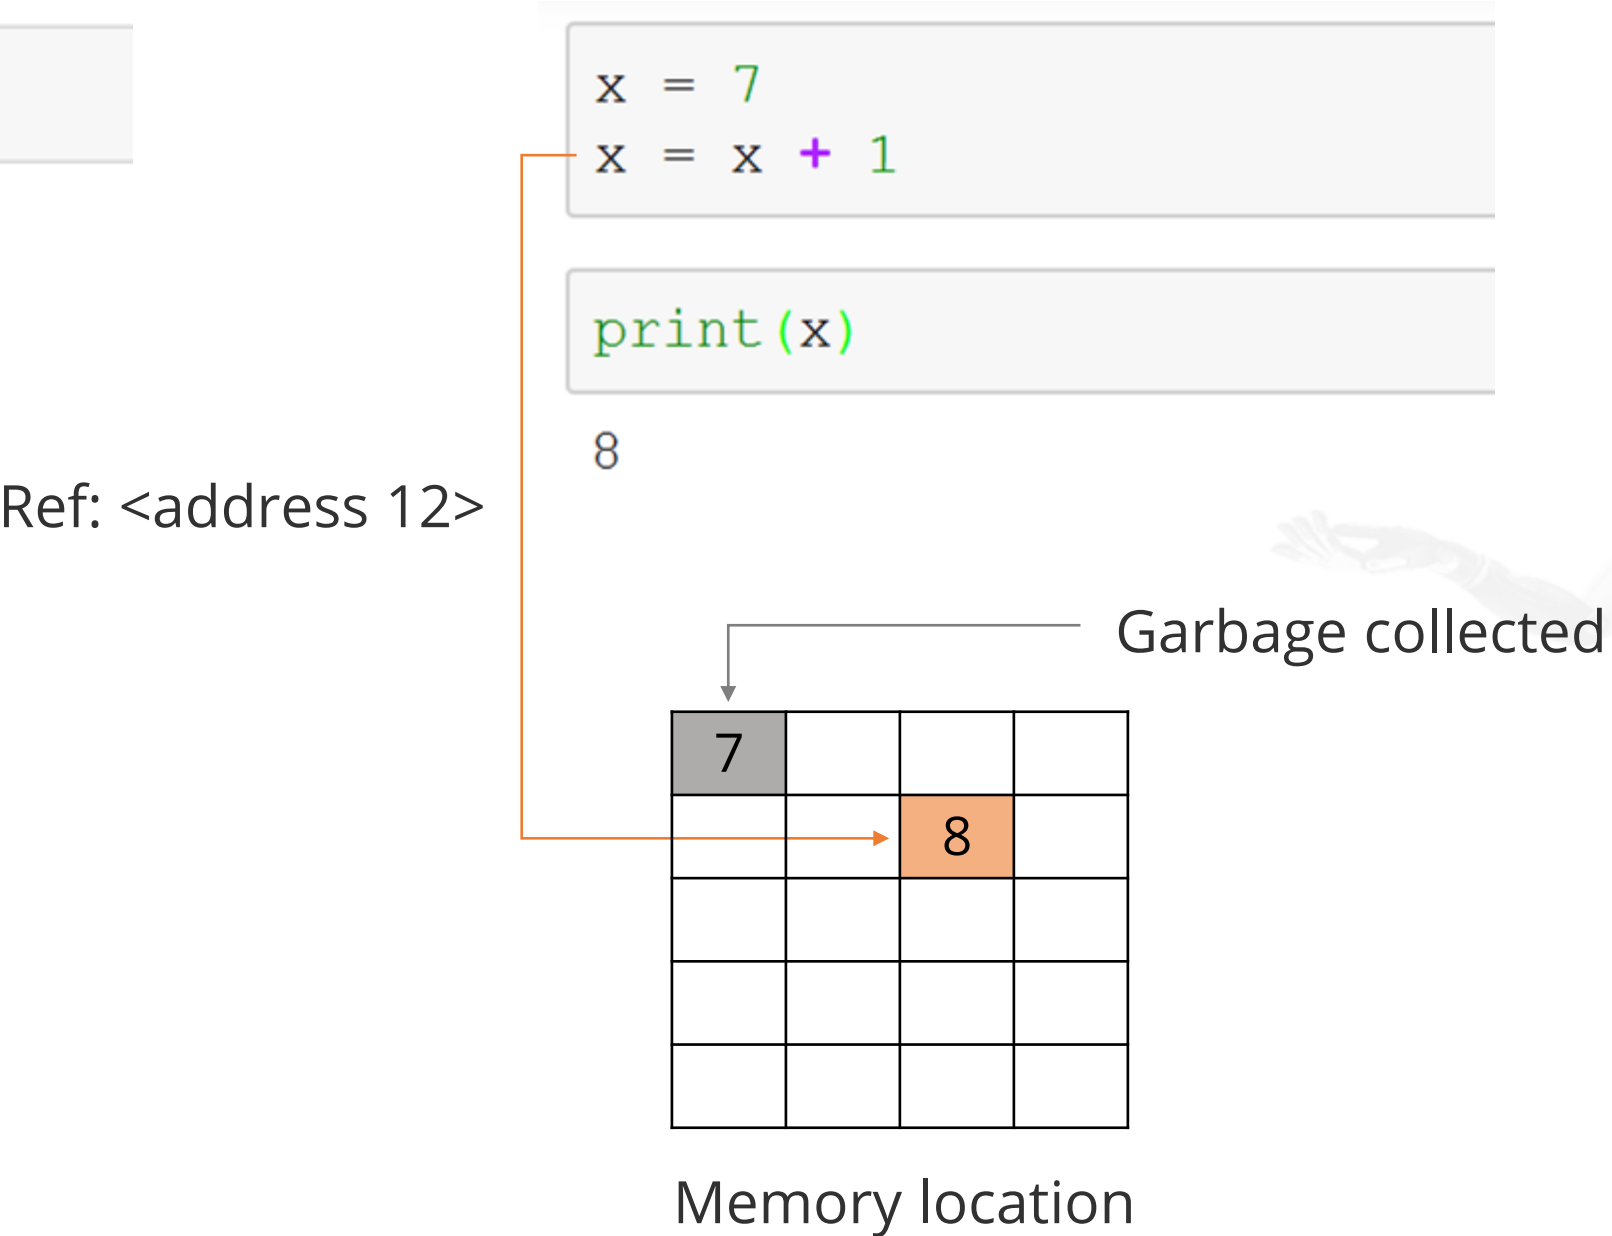 x = 7
x = x + 1
print(x)
8
Ref: <address 12>
Garbage collected
7
8
Memory location